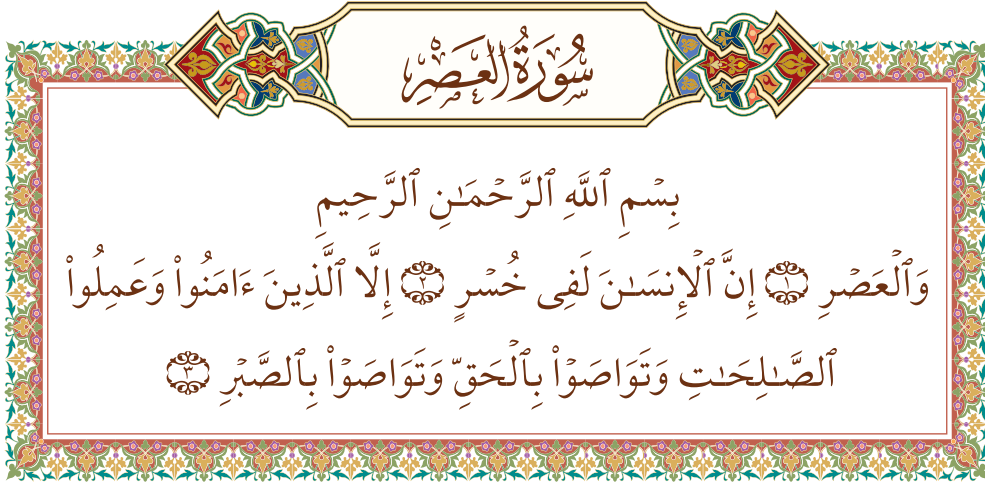 سُورَةُ العَصْرِ
بِسْمِ ٱللَّهِ ٱلرَّحْمَـٰنِ ٱلرَّحِيمِ
وَٱلْعَصْرِ ١ إِنَّ ٱلْإِنسَـٰنَ لَفِى خُسْرٍ ٢ إِلَّا ٱلَّذِينَ ءَامَنُوا۟ وَعَمِلُوا۟
ٱلصَّـٰلِحَـٰتِ وَتَوَاصَوْا۟ بِٱلْحَقِّ وَتَوَاصَوْا۟ بِٱلصَّبْرِ ٣